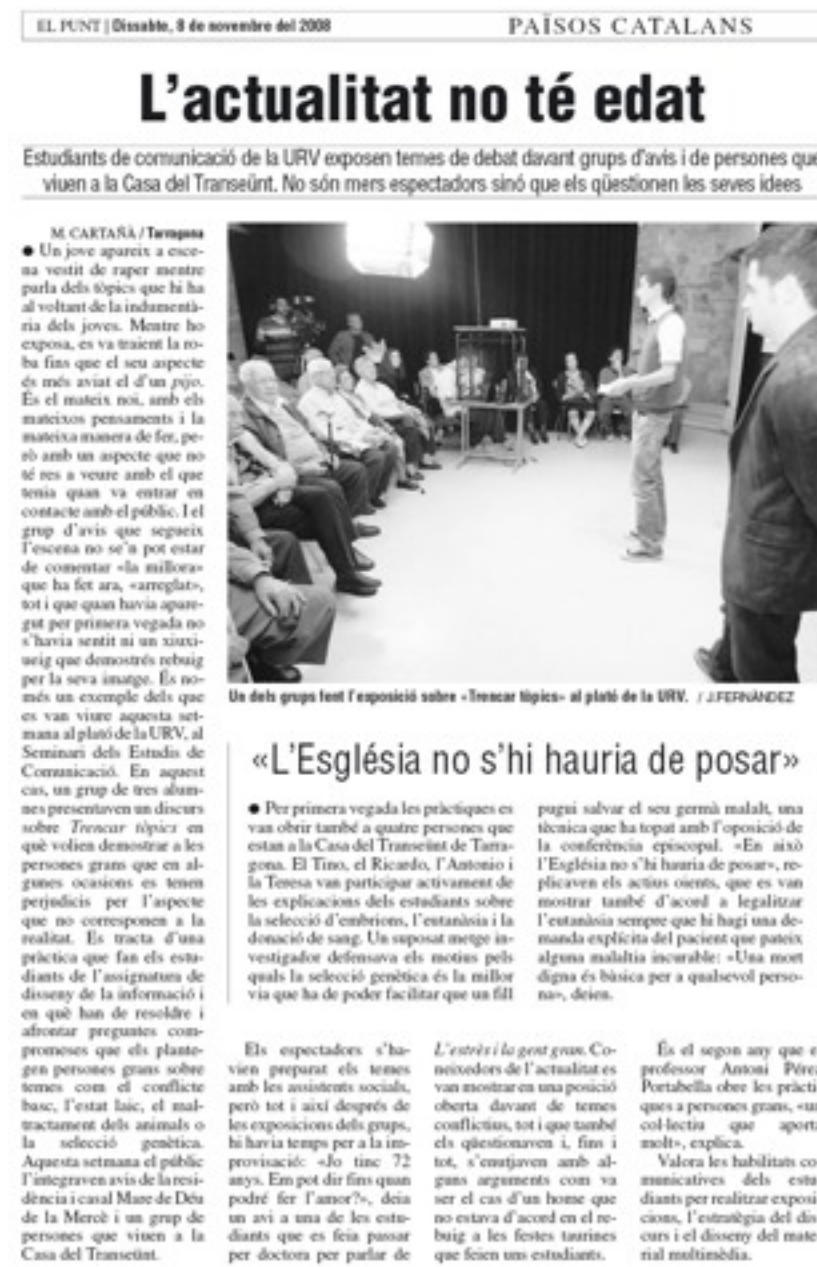 EL PUNT | Dissabte, 8 de novembre del 2008
PAÏSOS CATALANS
L'actualitat no té edat
Estudiants de comunicació de la URV exposen temes de debat davant grups d'avis i de persones que
viuen a la Casa del Transeünt. No són mers espectadors sinó que els qüestionen les seves idees
M. CARTAÑÀ / Tarragona
● Un jove apareix a esce-
na vestit de raper mentre
parla dels tòpics que hi ha
al voltant de la indumentà-
ria dels joves. Mentre ho
exposa, es va traient la ro-
ba fins que el seu aspecte
és més aviat el d'un pijo.
És el mateix noi, amb els
mateixos pensaments i la
mateixa manera de fer, pe-
rò amb un aspecte que no
té res a veure amb el que
tenia quan va entrar en
contacte amb el públic. I el
grup d'avis que segueix
l'escena no se'n pot estar
de comentar «la millora»
que ha fet ara, «arreglat»,
tot i que quan havia apare-
gut per primera vegada no
s'havia sentit ni un xiuxi-
ueig que demostrés rebuig
per la seva imatge. És no-
més un exemple dels que
es van viure aquesta set-
mana al plató de la URV, al
Seminari dels Estudis de
Comunicació. En aquest
cas, un grup de tres alum-
nes presentaven un discurs
sobre Trencar tòpics en
què volien demostrar a les
persones grans que en al-
gunes ocasions es tenen
perjudicis per l'aspecte
que no corresponen a la
realitat. Es tracta d'una
pràctica que fan els estu-
diants de l'assignatura de
disseny de la informació i
en què han de resoldre i
afrontar preguntes com-
promeses que els plante-
gen persones grans sobre
temes com el conflicte
basc, l'estat laic, el mal-
tractament dels animals o
la selecció genètica.
Aquesta setmana el públic
l'integraven avis de la resi-
dència i casal Mare de Déu
de la Mercè i un grup de
persones que viuen a la
Casa del Transeünt.
Un dels grups fent l'exposició sobre «Trencar tòpics» al plató de la URV. / J.FERNÀNDEZ
«L'Església no s'hi hauria de posar»
● Per primera vegada les pràctiques es
van obrir també a quatre persones que
estan a la Casa del Transeünt de Tarra-
gona. El Tino, el Ricardo, l'Antonio i
la Teresa van participar activament de
les explicacions dels estudiants sobre
la selecció d'embrions, l'eutanàsia i la
donació de sang. Un suposat metge in-
vestigador defensava els motius pels
quals la selecció genètica és la millor
via que ha de poder facilitar que un fill
pugui salvar el seu germà malalt, una
tècnica que ha topat amb l'oposició de
la conferència episcopal. «En això
l'Església no s'hi hauria de posar», re-
plicaven els actius oients, que es van
mostrar també d'acord a legalitzar
l'eutanàsia sempre que hi hagi una de-
manda explícita del pacient que pateix
alguna malaltia incurable: «Una mort
digna és bàsica per a qualsevol perso-
na», deien.
Els espectadors s'ha-
vien preparat els temes
amb les assistents socials,
però tot i així després de
les exposicions dels grups,
hi havia temps per a la im-
provisació: «Jo tinc 72
anys. Em pot dir fins quan
podré fer l'amor?», deia
un avi a una de les estu-
diants que es feia passar
per doctora per parlar de
L'estrès i la gent gran. Co-
neixedors de l'actualitat es
van mostrar en una posició
oberta davant de temes
conflictius, tot i que també
els qüestionaven i, fins i
tot, s'enutjaven amb al-
guns arguments com va
ser el cas d'un home que
no estava d'acord en el re-
buig a les festes taurines
que feien uns estudiants.
És el segon any que e
professor Antoni Pére
Portabella obre les pràcti
ques a persones grans, «un
col·lectiu que aport
molt», explica.
Valora les habilitats co
municatives dels estu
diants per realitzar exposi
cions, l'estratègia del dis
curs i el disseny del mate
rial multimèdia.